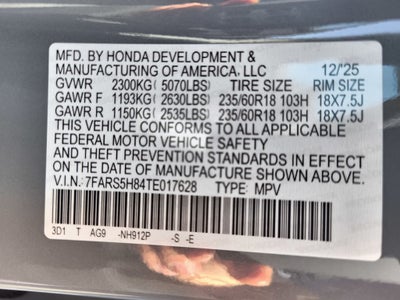 MFD. BY HONDA DEVELOPMENT &
MANUFACTURING OF AMERICA, LLC 12/'25
GVWR 2300KG( 5070LBS) TIRE SIZE RIM SIZE
GAWR F 1193KG( 2630LBS) 235/60R18 103H 18X7.5J
GAWR R 1150KG( 2535LBS) 235/60R18 103H 18X7.5J
THIS VEHICLE CONFORMS TO ALL APPLICABLE
FEDERAL MOTOR VEHICLE SAFETY
AND THEFT PREVENTION STANDARDS IN EFFECT
ON THE DATE OF MANUFACTURE SHOWN ABOVE.
V.I.N.: 7FARS5H84TE017628 TYPE: MPV
3D1 T AG9 -NH912P -S -E